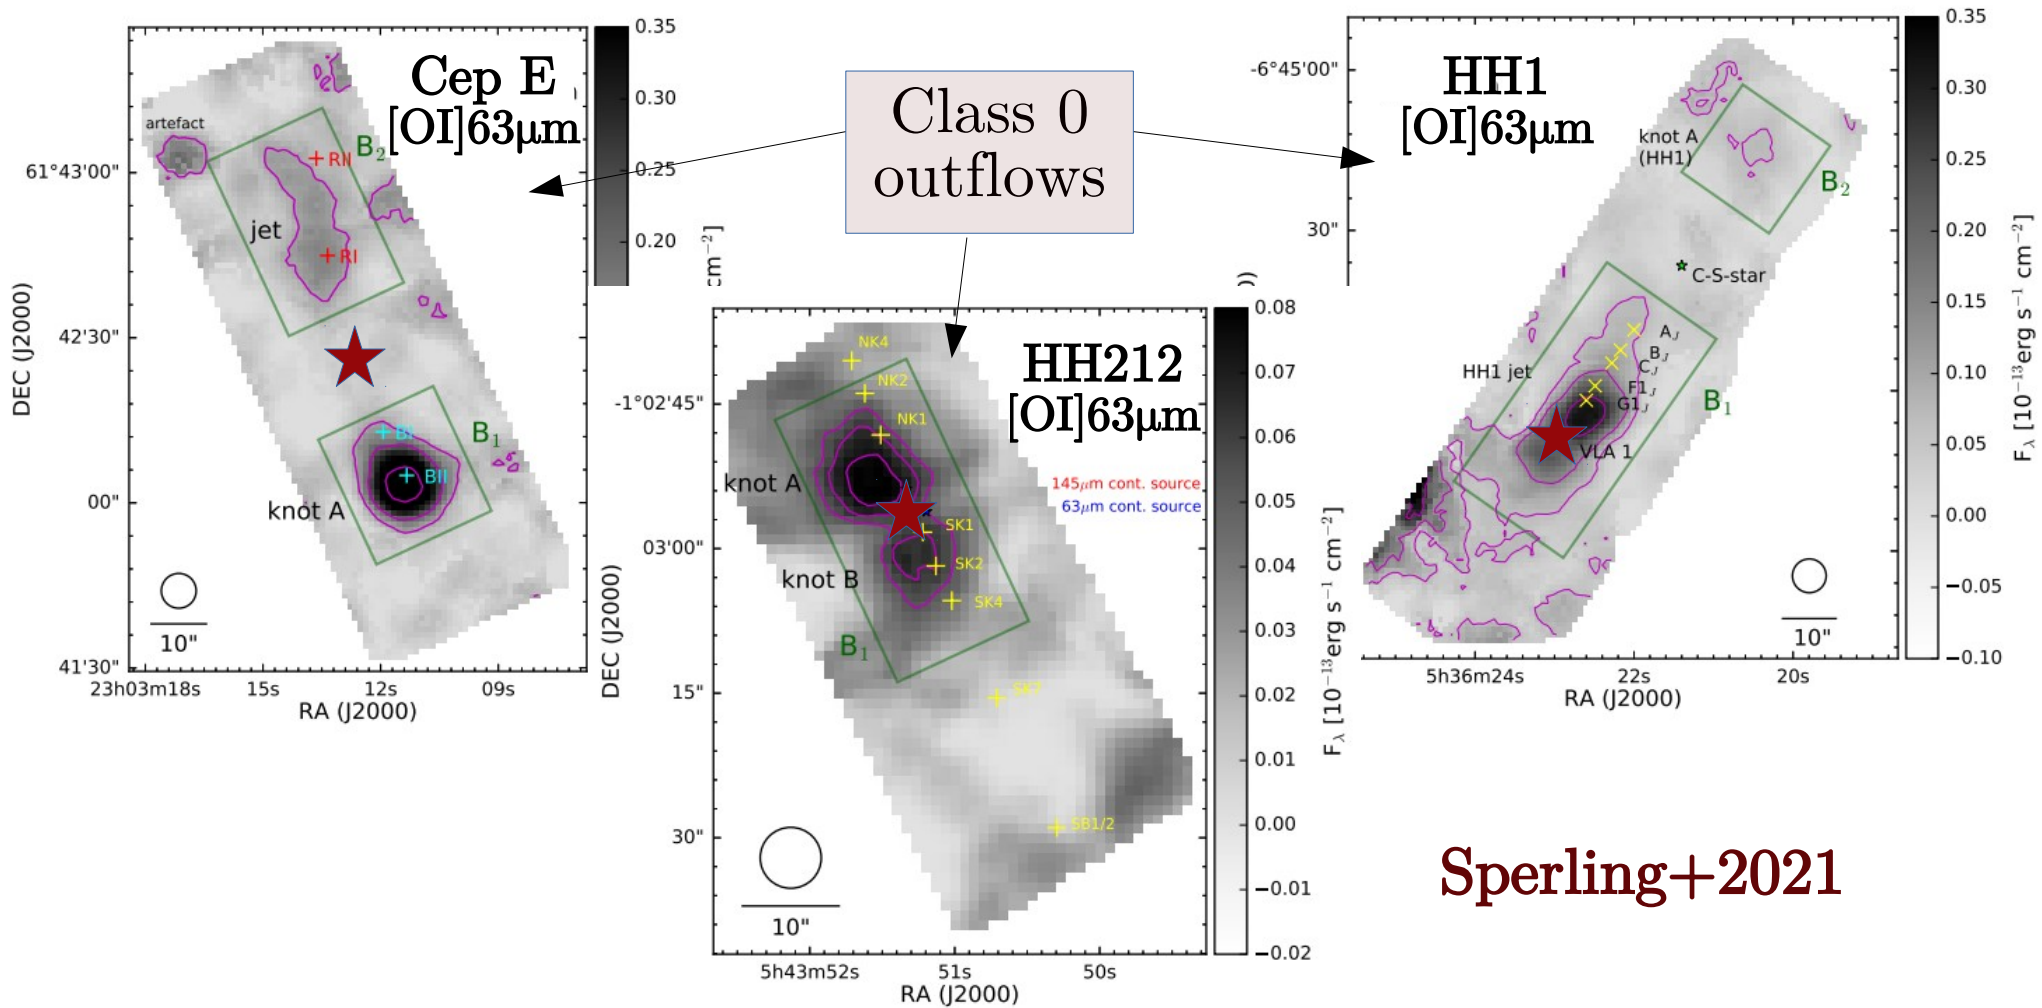 Cep E
[OI]63μm
artefact
B2
RII
jet
RI
BI
B1
BII
knot A
10"
61°43'00"
42'30"
00"
41'30"
DEC (J2000)
23h03m18s 15s 12s 09s
RA (J2000)
0.35
0.30
0.25
0.20
cm⁻²]
Class 0
outflows
HH212
[OI]63μm
NK4
NK2
NK1
knot A
145μm cont. source
63μm cont. source
SK1
SK2
knot B
SK4
B1
SK7
SB1/2
10"
-1°02'45"
03'00"
15"
30"
DEC (J2000)
5h43m52s 51s 50s
RA (J2000)
0.08
0.07
0.06
0.05
0.04
0.03
0.02
0.01
0.00
−0.01
−0.02
Fλ [10⁻¹³erg s⁻¹ cm⁻²]
HH1
[OI]63μm
knot A
(HH1)
B2
C-S-star
AJ
BJ
CJ
HH1 jet
F1J
G1J
B1
VLA 1
10"
-6°45'00"
30"
5h36m24s 22s 20s
RA (J2000)
0.35
0.30
0.25
0.20
0.15
0.10
0.05
0.00
−0.05
−0.10
Fλ [10⁻¹³erg s⁻¹ cm⁻²]
Sperling+2021